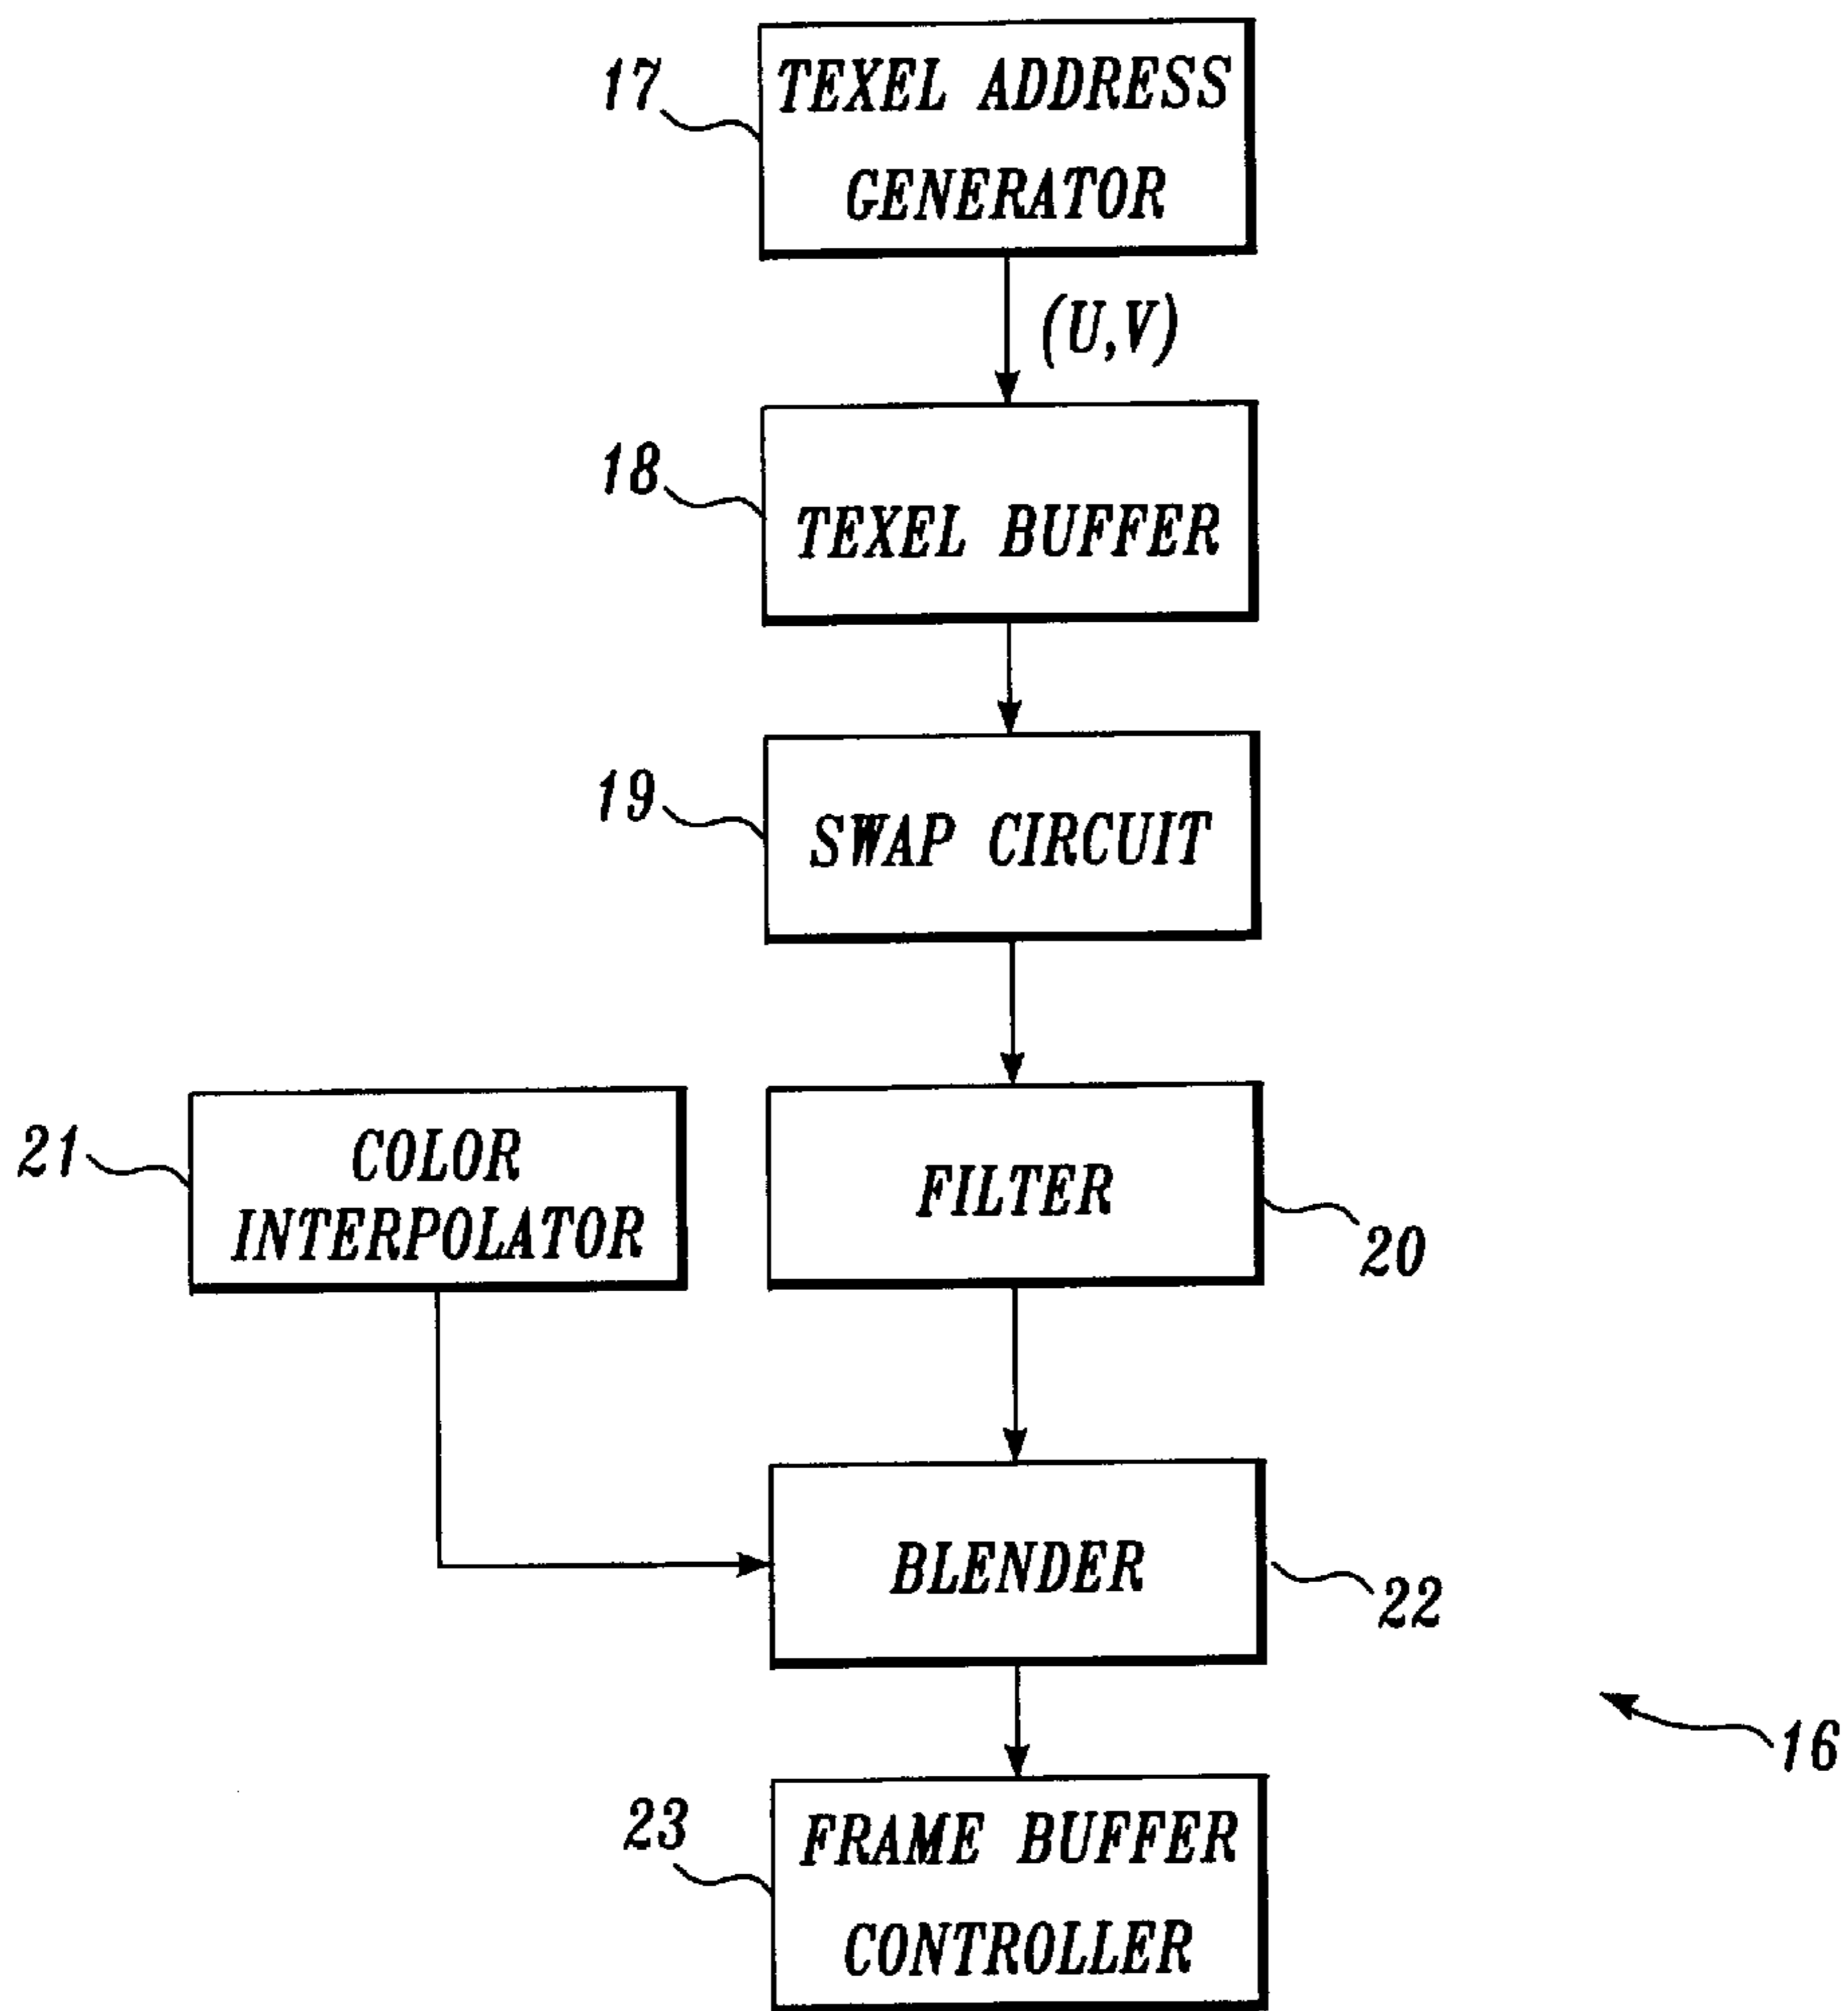 17
TEXEL ADDRESS
GENERATOR
(U,V)
18
TEXEL BUFFER
19
SWAP CIRCUIT
21
COLOR
INTERPOLATOR
FILTER
20
BLENDER
22
16
23
FRAME BUFFER
CONTROLLER